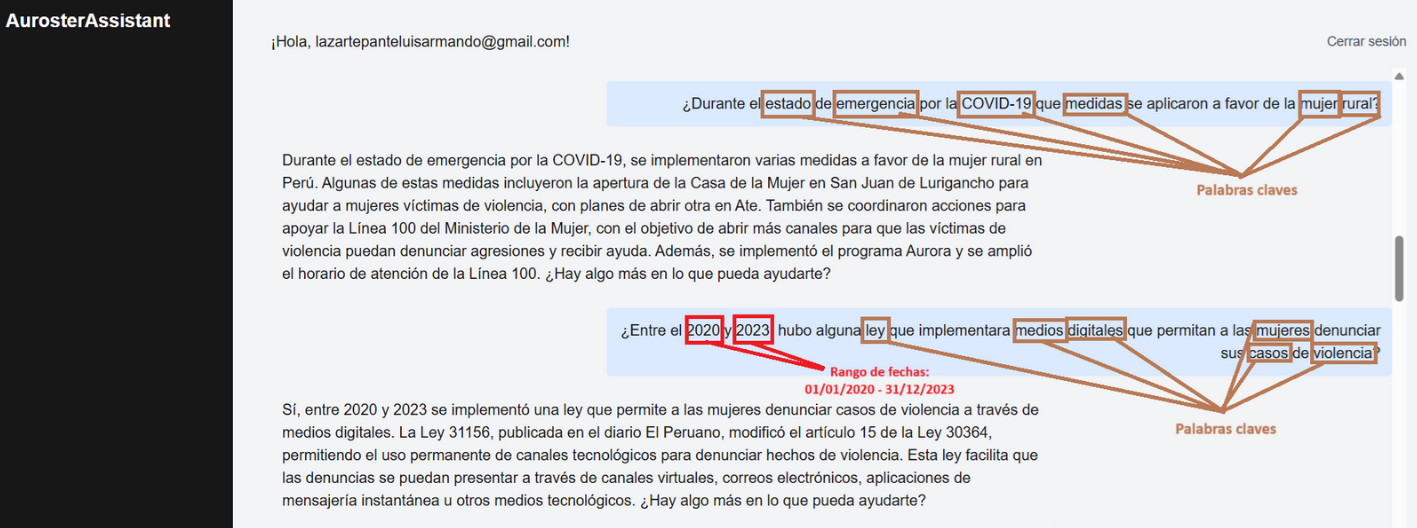 AurosterAssistant
¡Hola, lazartepanteluisarmando@gmail.com!
Cerrar sesión
¿Durante el estado de emergencia por la COVID-19 que medidas se aplicaron a favor de la mujer rural?
Palabras claves
Durante el estado de emergencia por la COVID-19, se implementaron varias medidas a favor de la mujer rural en
Perú. Algunas de estas medidas incluyeron la apertura de la Casa de la Mujer en San Juan de Lurigancho para
ayudar a mujeres víctimas de violencia, con planes de abrir otra en Ate. También se coordinaron acciones para
apoyar la Línea 100 del Ministerio de la Mujer, con el objetivo de abrir más canales para que las víctimas de
violencia puedan denunciar agresiones y recibir ayuda. Además, se implementó el programa Aurora y se amplió
el horario de atención de la Línea 100. ¿Hay algo más en lo que pueda ayudarte?
¿Entre el 2020 y 2023 hubo alguna ley que implementara medios digitales que permitan a las mujeres denunciar
sus casos de violencia?
Rango de fechas:
01/01/2020 - 31/12/2023
Palabras claves
Sí, entre 2020 y 2023 se implementó una ley que permite a las mujeres denunciar casos de violencia a través de
medios digitales. La Ley 31156, publicada en el diario El Peruano, modificó el artículo 15 de la Ley 30364,
permitiendo el uso permanente de canales tecnológicos para denunciar hechos de violencia. Esta ley facilita que
las denuncias se puedan presentar a través de canales virtuales, correos electrónicos, aplicaciones de
mensajería instantánea u otros medios tecnológicos. ¿Hay algo más en lo que pueda ayudarte?